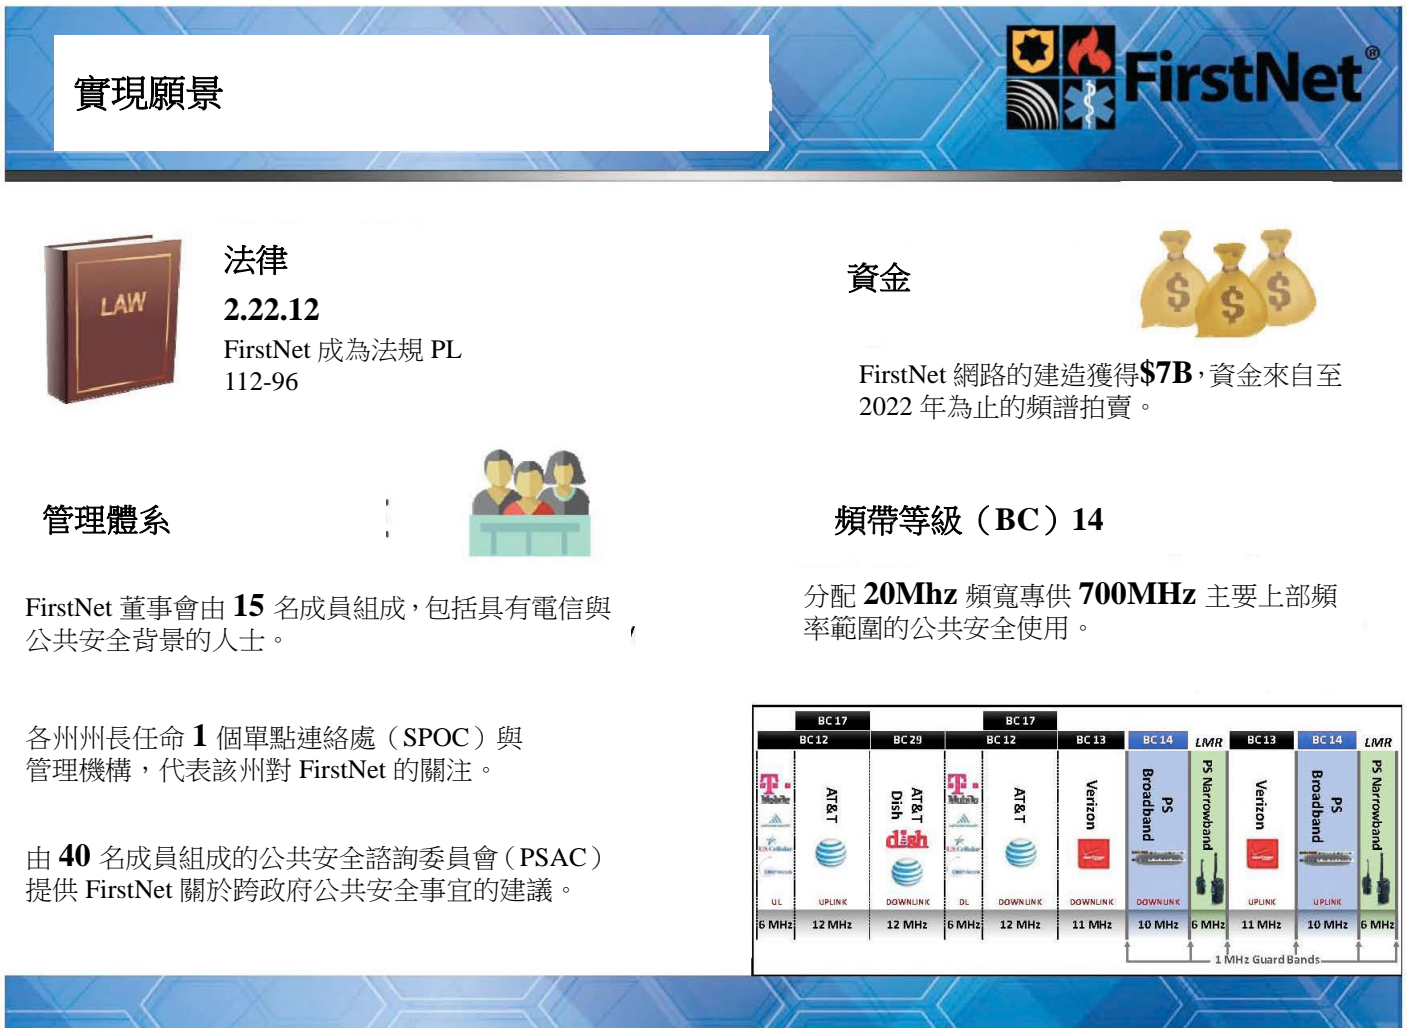 實現願景
FirstNet®
LAW
法律
2.22.12
FirstNet 成為法規 PL
112-96
資金
$ $ $
FirstNet 網路的建造獲得$7B，資金來自至
2022 年為止的頻譜拍賣。
管理體系
FirstNet 董事會由 15 名成員組成，包括具有電信與
公共安全背景的人士。
各州州長任命 1 個單點連絡處（SPOC）與
管理機構，代表該州對 FirstNet 的關注。
由 40 名成員組成的公共安全諮詢委員會（PSAC）
提供 FirstNet 關於跨政府公共安全事宜的建議。
頻帶等級（BC）14
分配 20Mhz 頻寬專供 700MHz 主要上部頻
率範圍的公共安全使用。
BC 17 BC 17
BC 12 BC 29 BC 12 BC 13 BC 14 LMR BC 13 BC 14 LMR
T-Mobile AT&T AT&T Dish T-Mobile AT&T Verizon PS Broadband PS Narrowband Verizon PS Broadband PS Narrowband
dish
US Cellular US Cellular
UL UPLINK DOWNLINK DL DOWNLINK DOWNLINK DOWNLINK UPLINK UPLINK
6 MHz 12 MHz 12 MHz 6 MHz 12 MHz 11 MHz 10 MHz 6 MHz 11 MHz 10 MHz 6 MHz
1 MHz Guard Bands